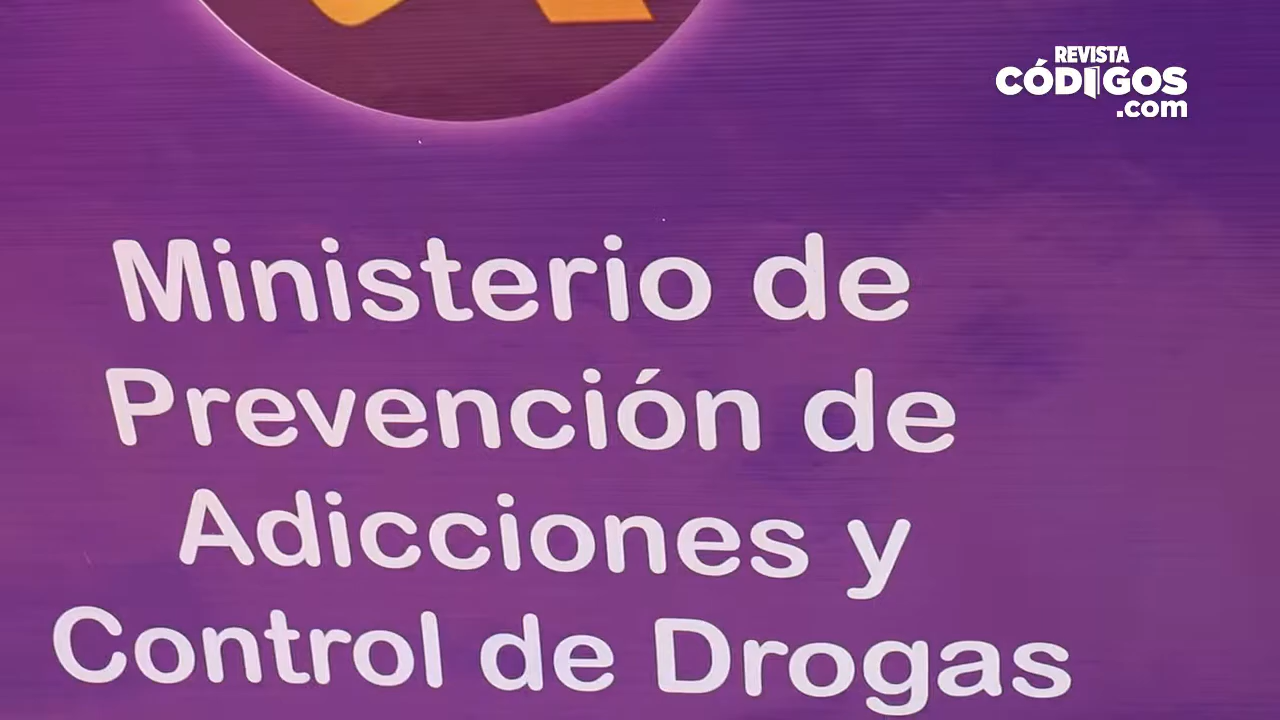 REVISTA
CÓDIGOS
.com
Ministerio de
Prevención de
Adicciones y
Control de Drogas